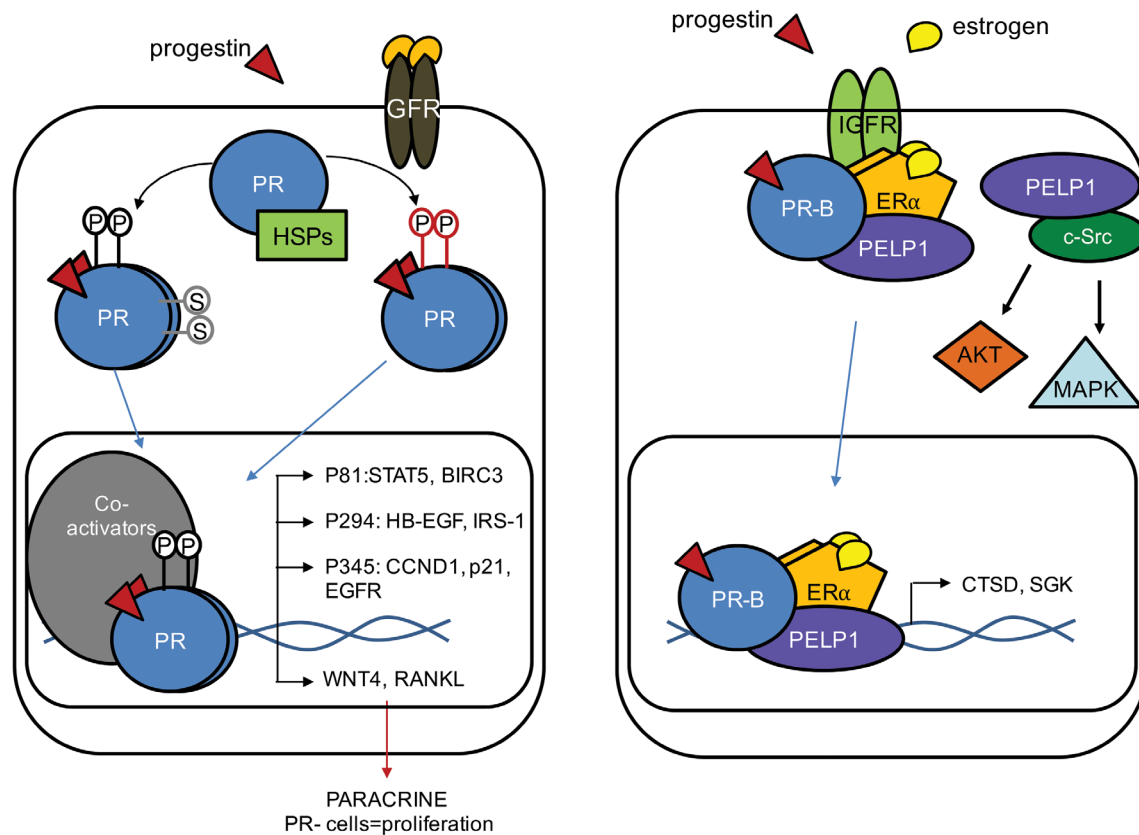 progestin
GFR
PR
HSPs
P P
P P
PR
S
S
PR
Co-
activators
P P
PR
P81:STAT5, BIRC3
P294: HB-EGF, IRS-1
P345: CCND1, p21,
EGFR
WNT4, RANKL
PARACRINE
PR- cells=proliferation
progestin
estrogen
IGFR
PR-B
ERα
PELP1
PELP1
c-Src
AKT
MAPK
PR-B
ERα
PELP1
CTSD, SGK